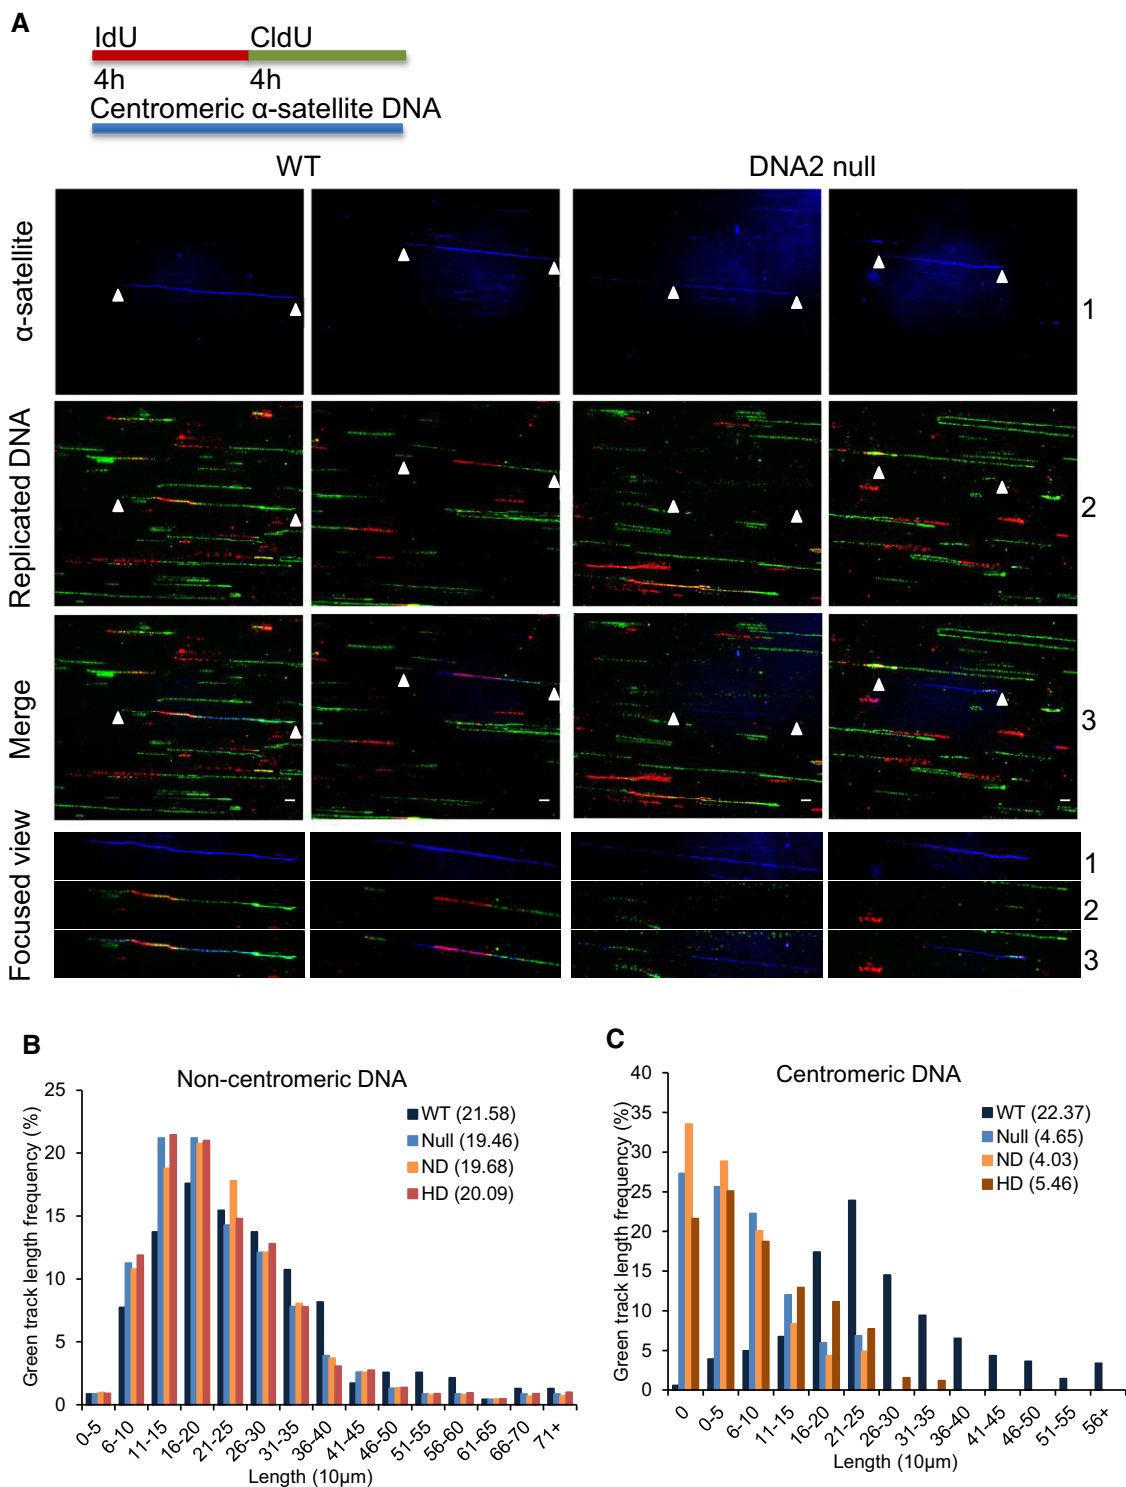 A
IdU CldU
4h 4h
Centromeric α-satellite DNA
WT DNA2 null
α-satellite
1
Replicated DNA
2
Merge
3
Focused view
1
2
3
B
Non-centromeric DNA
Green track length frequency (%)
25
20
15
10
5
0
WT (21.58)
Null (19.46)
ND (19.68)
HD (20.09)
0-5 6-10 11-15 16-20 21-25 26-30 31-35 36-40 41-45 46-50 51-55 56-60 61-65 66-70 71+
Length (10µm)
C
Centromeric DNA
Green track length frequency (%)
40
35
30
25
20
15
10
5
0
WT (22.37)
Null (4.65)
ND (4.03)
HD (5.46)
0 0-5 6-10 11-15 16-20 21-25 26-30 31-35 36-40 41-45 46-50 51-55 56+
Length (10µm)